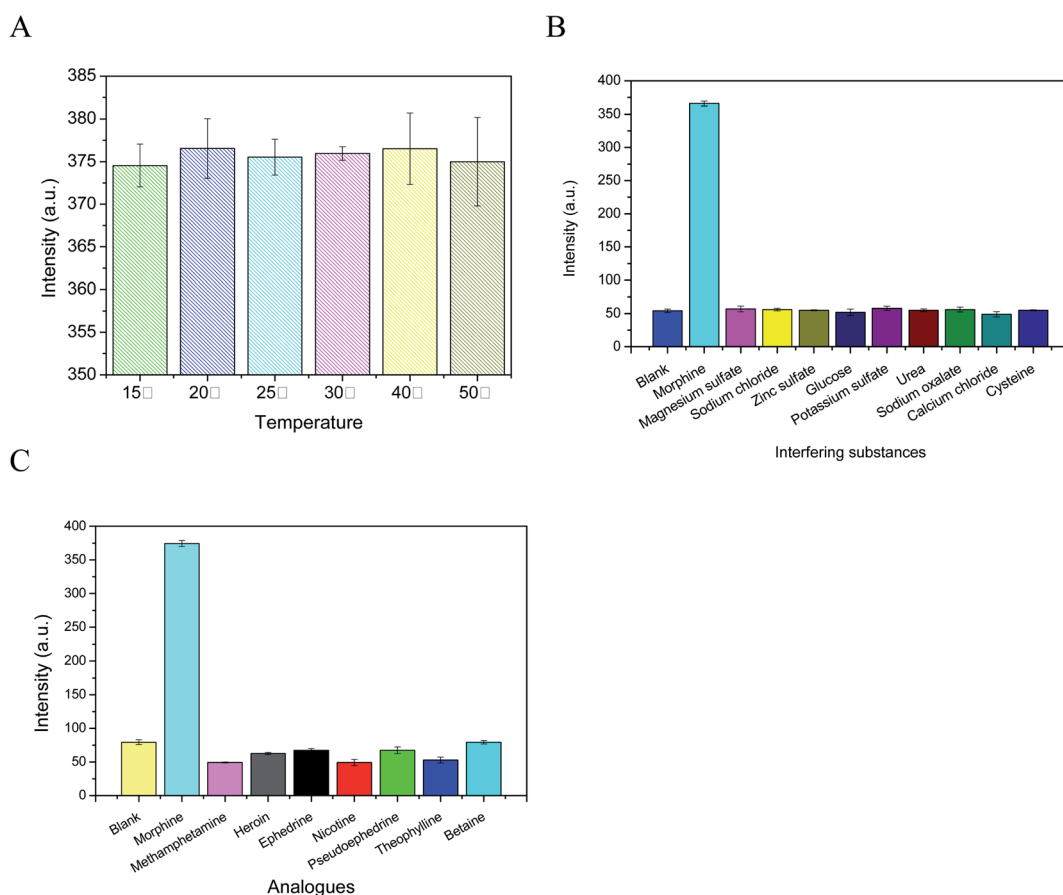 A
385
380
375
370
365
360
355
350
Intensity (a.u.)
15□ 20□ 25□ 30□ 40□ 50□
Temperature
B
400
350
300
250
200
150
100
50
0
Intensity (a.u.)
Blank
Morphine
Magnesium sulfate
Sodium chloride
Zinc sulfate
Glucose
Potassium sulfate
Urea
Sodium oxalate
Calcium chloride
Cysteine
Interfering substances
C
400
350
300
250
200
150
100
50
0
Intensity (a.u.)
Blank
Morphine
Methamphetamine
Heroin
Ephedrine
Nicotine
Pseudoephedrine
Theophylline
Betaine
Analogues